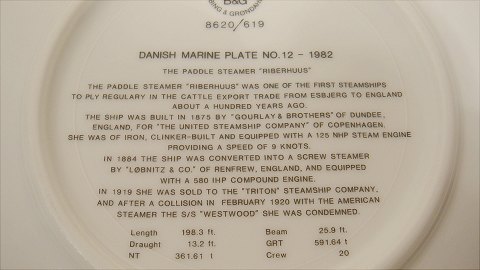 B&G
BING & GRØNDAHL
8620/619
DANISH MARINE PLATE NO. 12 - 1982
THE PADDLE STEAMER "RIBERHUUS"
THE PADDLE STEAMER "RIBERHUUS" WAS ONE OF THE FIRST STEAMSHIPS
TO PLY REGULARY IN THE CATTLE EXPORT TRADE FROM ESBJERG TO ENGLAND
ABOUT A HUNDRED YEARS AGO.
THE SHIP WAS BUILT IN 1875 BY "GOURLAY & BROTHERS" OF DUNDEE,
ENGLAND, FOR "THE UNITED STEAMSHIP COMPANY" OF COPENHAGEN.
SHE WAS OF IRON, CLINKER-BUILT AND EQUIPPED WITH A 125 NHP STEAM ENGINE
PROVIDING A SPEED OF 9 KNOTS.
IN 1884 THE SHIP WAS CONVERTED INTO A SCREW STEAMER
BY "LØBNITZ & CO." OF RENFREW, ENGLAND, AND EQUIPPED
WITH A 580 IHP COMPOUND ENGINE.
IN 1919 SHE WAS SOLD TO THE "TRITON" STEAMSHIP COMPANY,
AND AFTER A COLLISION IN FEBRUARY 1920 WITH THE AMERICAN
STEAMER THE S/S "WESTWOOD" SHE WAS CONDEMNED.
Length 198.3 ft. Beam 25.9 ft.
Draught 13.2 ft. GRT 591.64 t
NT 361.61 t Crew 20